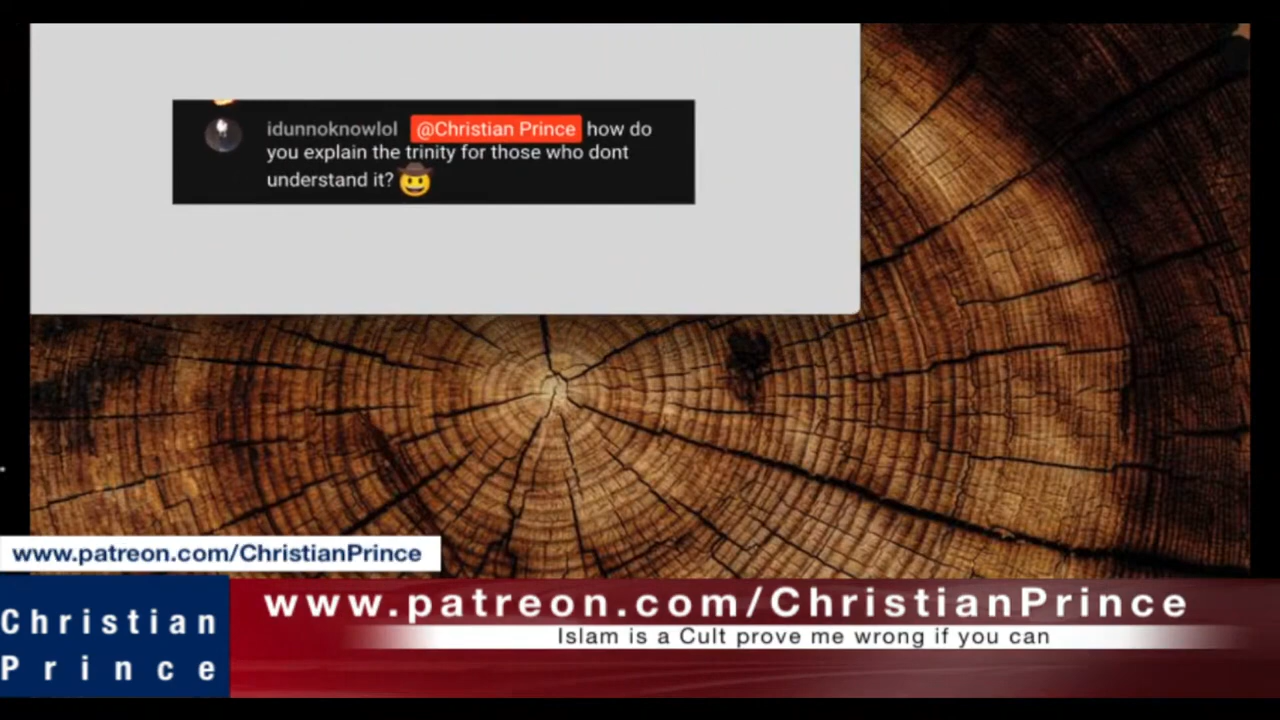 idunnoknowlol @Christian Prince how do
you explain the trinity for those who dont
understand it? 🤠
www.patreon.com/ChristianPrince
Christian
Prince
www.patreon.com/ChristianPrince
Islam is a Cult prove me wrong if you can